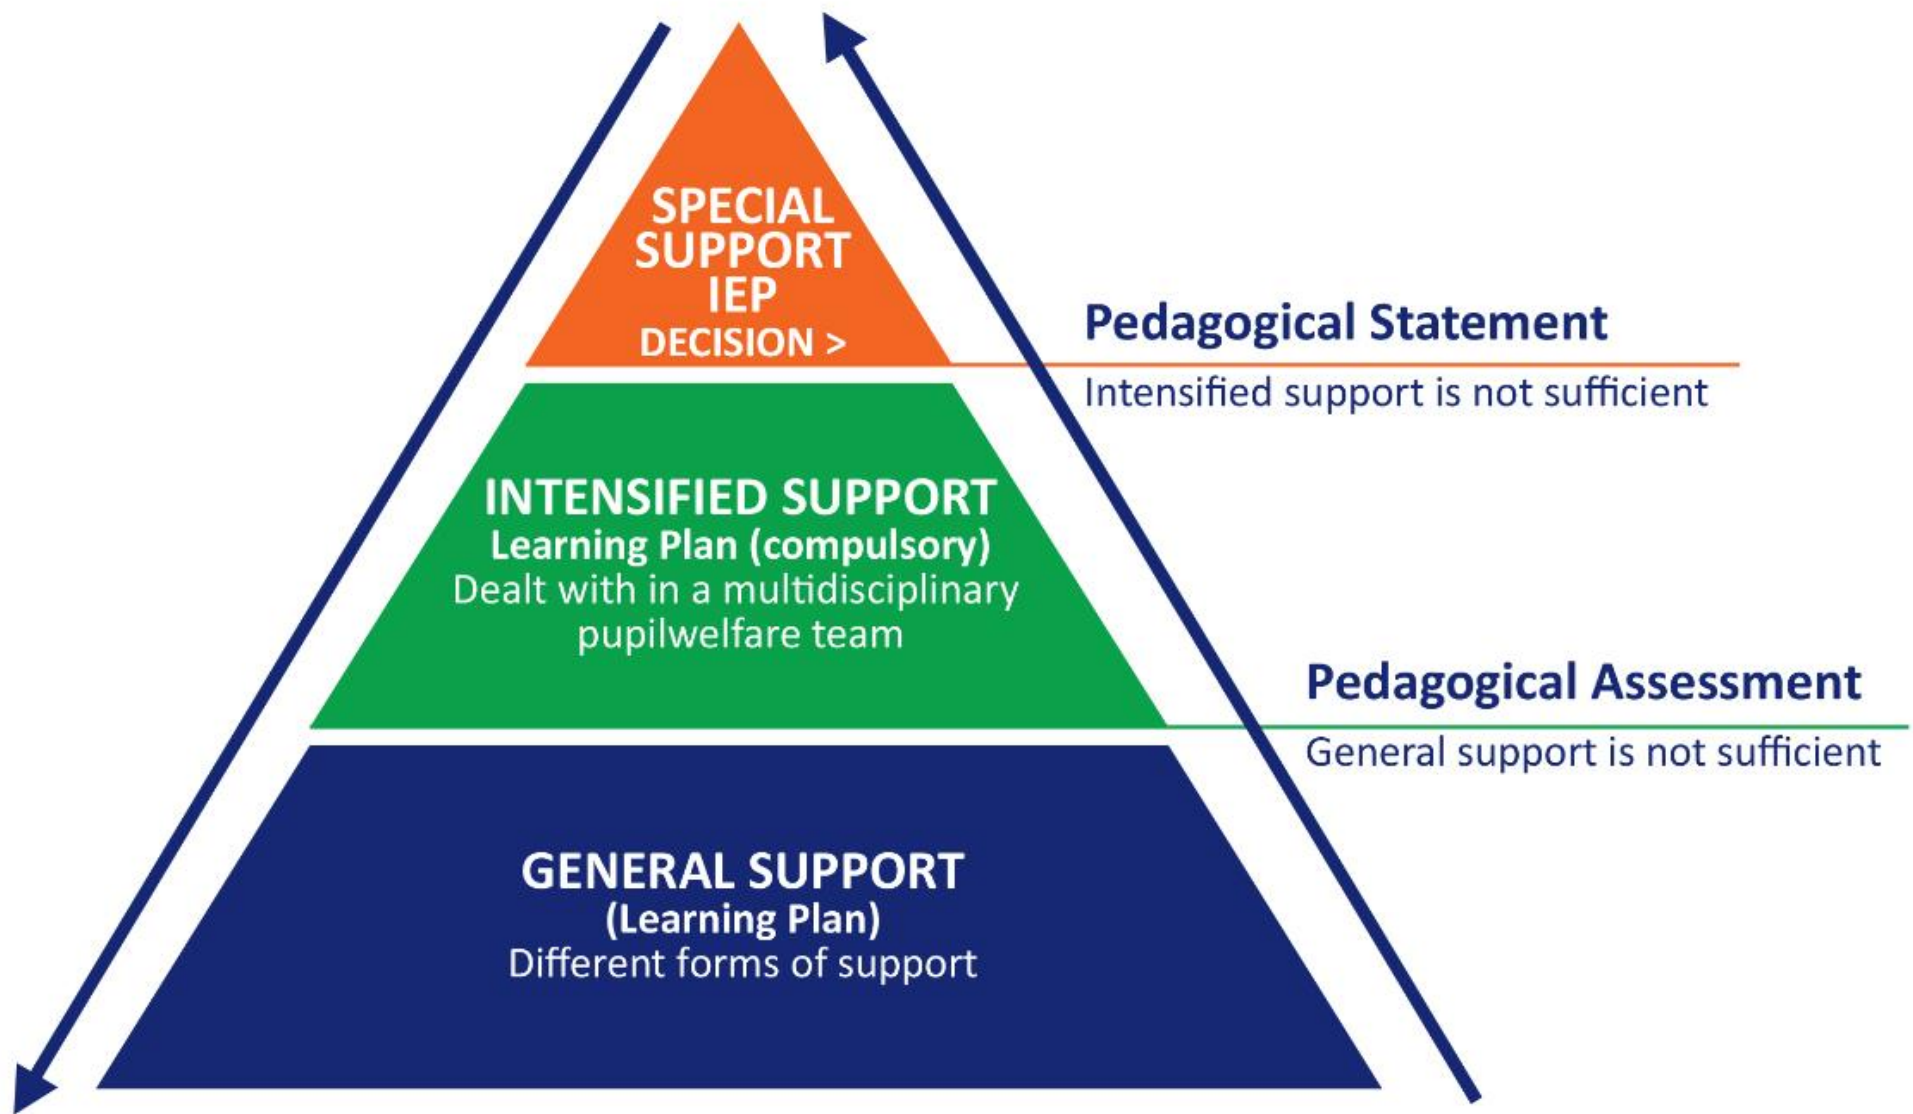 SPECIAL
SUPPORT
IEP
DECISION >
Pedagogical Statement
Intensified support is not sufficient
INTENSIFIED SUPPORT
Learning Plan (compulsory)
Dealt with in a multidisciplinary
pupilwelfare team
Pedagogical Assessment
General support is not sufficient
GENERAL SUPPORT
(Learning Plan)
Different forms of support